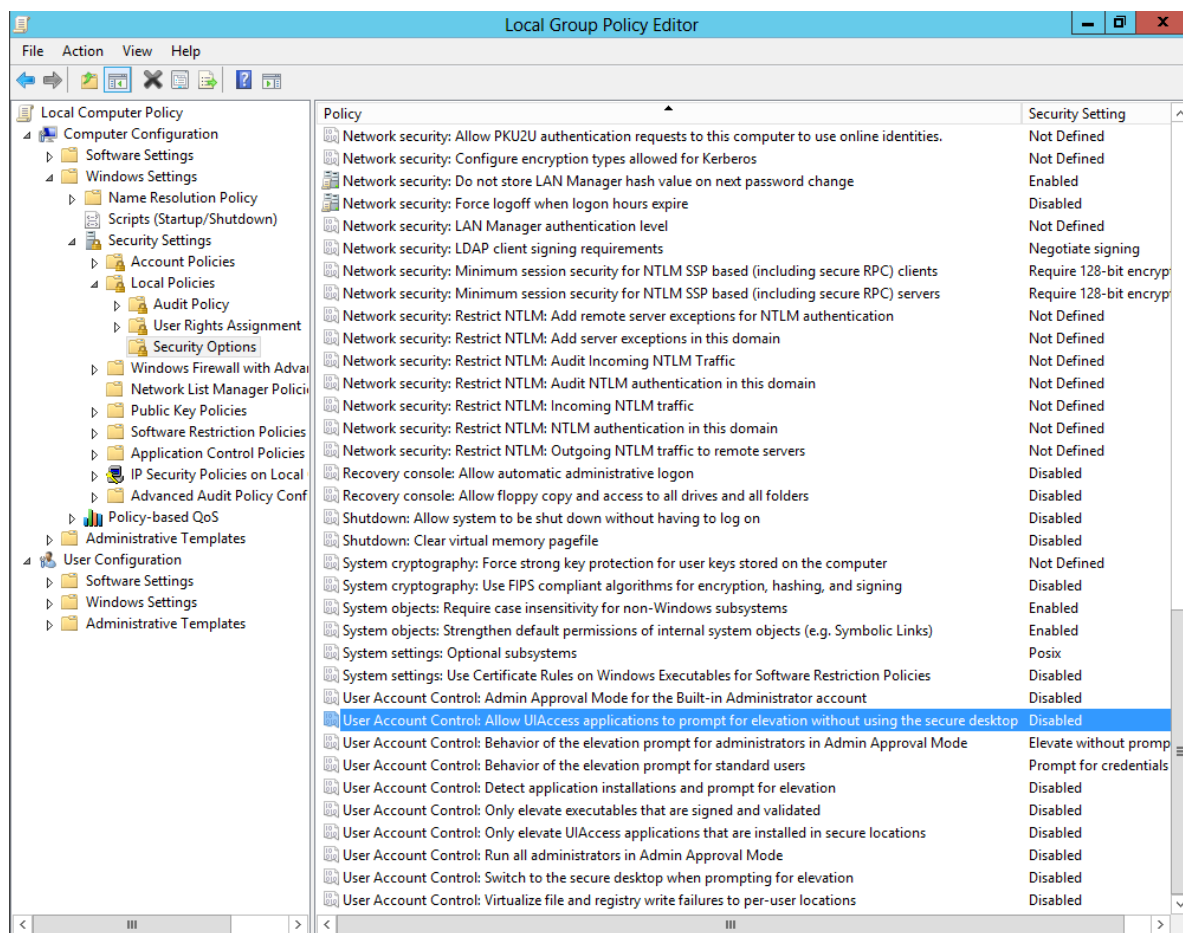 Local Group Policy Editor
File Action View Help
Local Computer Policy
Computer Configuration
Software Settings
Windows Settings
Name Resolution Policy
Scripts (Startup/Shutdown)
Security Settings
Account Policies
Local Policies
Audit Policy
User Rights Assignment
Security Options
Windows Firewall with Advai
Network List Manager Polici
Public Key Policies
Software Restriction Policies
Application Control Policies
IP Security Policies on Local
Advanced Audit Policy Conf
Policy-based QoS
Administrative Templates
User Configuration
Software Settings
Windows Settings
Administrative Templates
Policy Security Setting
Network security: Allow PKU2U authentication requests to this computer to use online identities. Not Defined
Network security: Configure encryption types allowed for Kerberos Not Defined
Network security: Do not store LAN Manager hash value on next password change Enabled
Network security: Force logoff when logon hours expire Disabled
Network security: LAN Manager authentication level Not Defined
Network security: LDAP client signing requirements Negotiate signing
Network security: Minimum session security for NTLM SSP based (including secure RPC) clients Require 128-bit encryp
Network security: Minimum session security for NTLM SSP based (including secure RPC) servers Require 128-bit encryp
Network security: Restrict NTLM: Add remote server exceptions for NTLM authentication Not Defined
Network security: Restrict NTLM: Add server exceptions in this domain Not Defined
Network security: Restrict NTLM: Audit Incoming NTLM Traffic Not Defined
Network security: Restrict NTLM: Audit NTLM authentication in this domain Not Defined
Network security: Restrict NTLM: Incoming NTLM traffic Not Defined
Network security: Restrict NTLM: NTLM authentication in this domain Not Defined
Network security: Restrict NTLM: Outgoing NTLM traffic to remote servers Not Defined
Recovery console: Allow automatic administrative logon Disabled
Recovery console: Allow floppy copy and access to all drives and all folders Disabled
Shutdown: Allow system to be shut down without having to log on Disabled
Shutdown: Clear virtual memory pagefile Disabled
System cryptography: Force strong key protection for user keys stored on the computer Not Defined
System cryptography: Use FIPS compliant algorithms for encryption, hashing, and signing Disabled
System objects: Require case insensitivity for non-Windows subsystems Enabled
System objects: Strengthen default permissions of internal system objects (e.g. Symbolic Links) Enabled
System settings: Optional subsystems Posix
System settings: Use Certificate Rules on Windows Executables for Software Restriction Policies Disabled
User Account Control: Admin Approval Mode for the Built-in Administrator account Disabled
User Account Control: Allow UIAccess applications to prompt for elevation without using the secure desktop Disabled
User Account Control: Behavior of the elevation prompt for administrators in Admin Approval Mode Elevate without promp
User Account Control: Behavior of the elevation prompt for standard users Prompt for credentials
User Account Control: Detect application installations and prompt for elevation Disabled
User Account Control: Only elevate executables that are signed and validated Disabled
User Account Control: Only elevate UIAccess applications that are installed in secure locations Disabled
User Account Control: Run all administrators in Admin Approval Mode Disabled
User Account Control: Switch to the secure desktop when prompting for elevation Disabled
User Account Control: Virtualize file and registry write failures to per-user locations Disabled